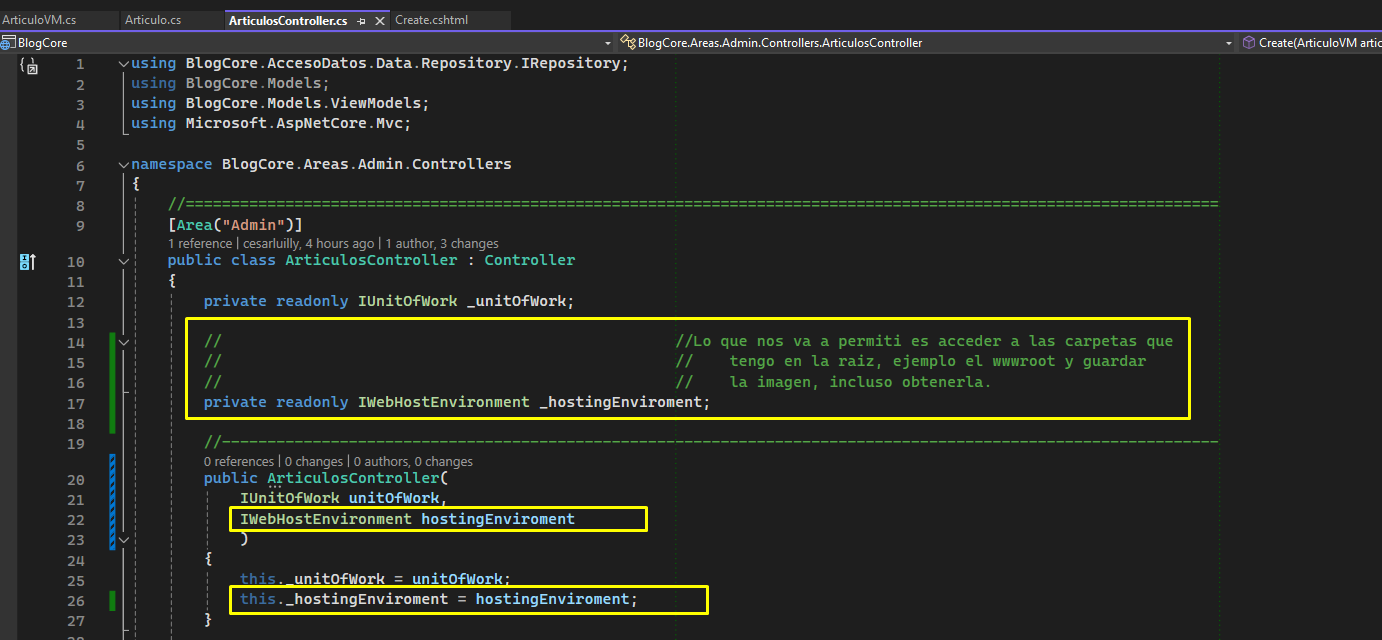 ArticuloVM.cs Articulo.cs ArticulosController.cs Create.cshtml
BlogCore BlogCore.Areas.Admin.Controllers.ArticulosController Create(ArticuloVM artic
1 using BlogCore.AccesoDatos.Data.Repository.IRepository;
2 using BlogCore.Models;
3 using BlogCore.Models.ViewModels;
4 using Microsoft.AspNetCore.Mvc;
5
6 namespace BlogCore.Areas.Admin.Controllers
7 {
8 //==================================================================================================================
9 [Area("Admin")]
1 reference | cesarluilly, 4 hours ago | 1 author, 3 changes
10 public class ArticulosController : Controller
11 {
12 private readonly IUnitOfWork _unitOfWork;
13
14 // //Lo que nos va a permiti es acceder a las carpetas que
15 // // tengo en la raiz, ejemplo el wwwroot y guardar
16 // // la imagen, incluso obtenerla.
17 private readonly IWebHostEnvironment _hostingEnviroment;
18
19 //--------------------------------------------------------------------------------------------------------------
0 references | 0 changes | 0 authors, 0 changes
20 public ArticulosController(
21 IUnitOfWork unitOfWork,
22 IWebHostEnvironment hostingEnviroment
23 )
24 {
25 this._unitOfWork = unitOfWork;
26 this._hostingEnviroment = hostingEnviroment;
27 }
28